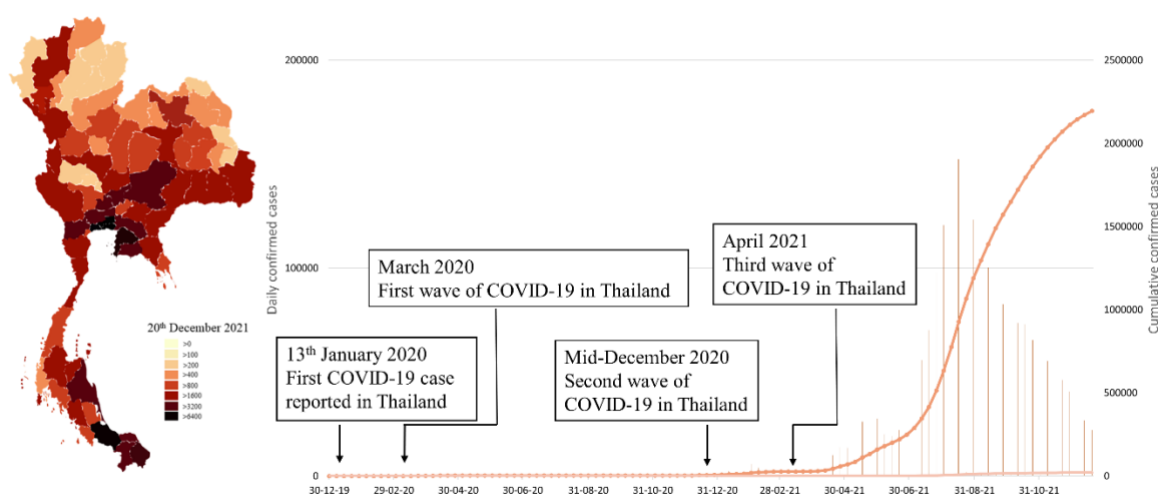 20th December 2021
>0
>100
>200
>400
>800
>1600
>3200
>6400
200000
100000
0
Daily confirmed cases
13th January 2020
First COVID-19 case
reported in Thailand
March 2020
First wave of COVID-19 in Thailand
Mid-December 2020
Second wave of
COVID-19 in Thailand
April 2021
Third wave of
COVID-19 in Thailand
2500000
2000000
1500000
1000000
500000
0
Cumulative confirmed cases
30-12-19
29-02-20
30-04-20
30-06-20
31-08-20
31-10-20
31-12-20
28-02-21
30-04-21
30-06-21
31-08-21
31-10-21